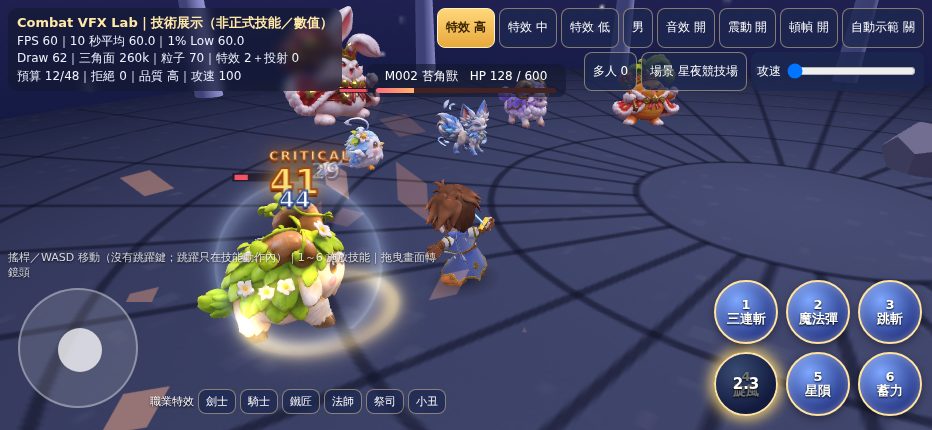 Combat VFX Lab｜技術展示（非正式技能／數值）
FPS 60｜10 秒平均 60.0｜1% Low 60.0
Draw 62｜三角面 260k｜粒子 70｜特效 2＋投射 0
預算 12/48｜拒絕 0｜品質 高｜攻速 100
M002 苔角獸 HP 128 / 600
特效 高
特效 中
特效 低
男
音效 開
震動 開
頓幀 開
自動示範 關
多人 0
場景 星夜競技場
攻速
CRITICAL
29
41
44
搖桿／WASD 移動（沒有跳躍鍵；跳躍只在技能動作內）｜1～6 施放技能｜拖曳畫面轉
鏡頭
1
三連斬
2
魔法彈
3
跳斬
4
2.3
旋風
5
星隕
6
蓄力
職業特效
劍士
騎士
鐵匠
法師
祭司
小丑